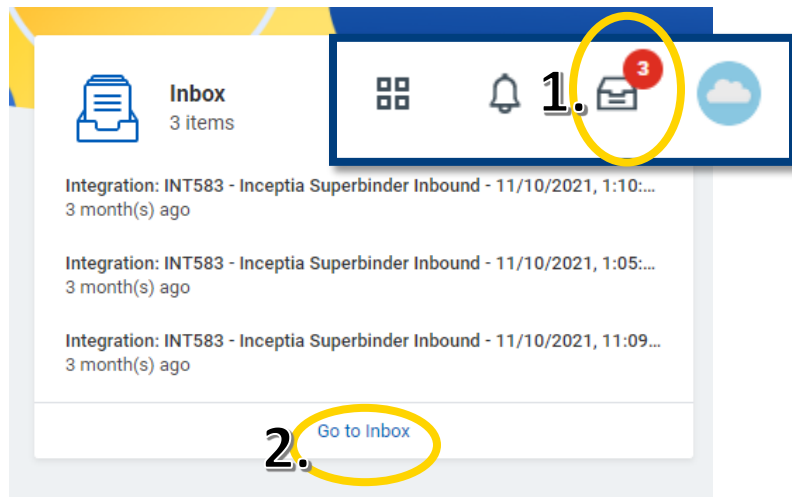 Inbox
3 items
1.
3
Integration: INT583 - Inceptia Superbinder Inbound - 11/10/2021, 1:10:...
3 month(s) ago
Integration: INT583 - Inceptia Superbinder Inbound - 11/10/2021, 1:05:...
3 month(s) ago
Integration: INT583 - Inceptia Superbinder Inbound - 11/10/2021, 11:09...
3 month(s) ago
2.
Go to Inbox